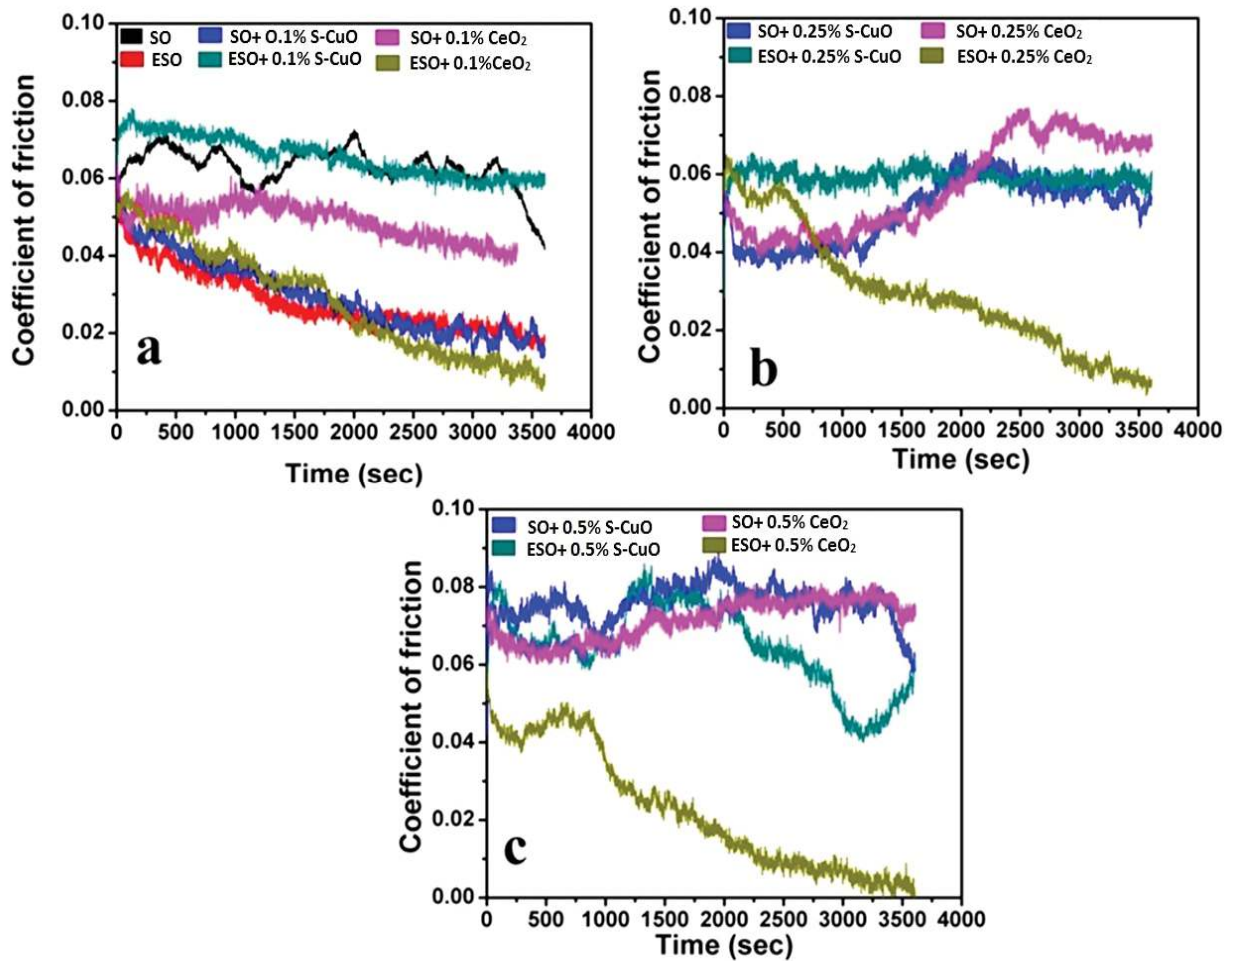 a
0.10
0.08
0.06
0.04
0.02
0.00
Coefficient of friction
SO
ESO
SO+ O.1% S-CuO
ESO+ 0.1% S-CuO
SO+ 0.1% CeO₂
ESO+ 0.1%CeO₂
0 500 1000 1500 2000 2500 3000 3500 4000
Time (sec)
b
0.10
0.08
0.06
0.04
0.02
0.00
Coefficient of friction
SO+ 0.25% S-CuO
ESO+ 0.25% S-CuO
SO+ 0.25% CeO₂
ESO+ 0.25% CeO₂
0 500 1000 1500 2000 2500 3000 3500 4000
Time (sec)
c
0.10
0.08
0.06
0.04
0.02
0.00
Coefficient of friction
SO+ 0.5% S-CuO
ESO+ 0.5% S-CuO
SO+ 0.5% CeO₂
ESO+ 0.5% CeO₂
0 500 1000 1500 2000 2500 3000 3500 4000
Time (sec)